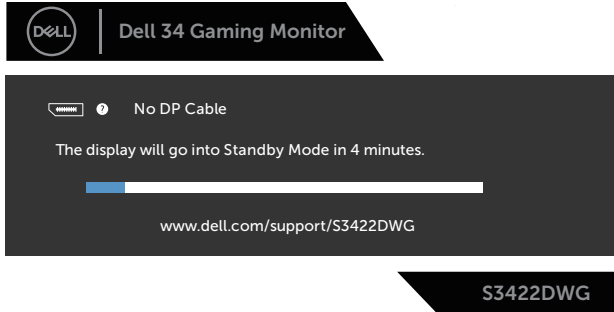 DELL
Dell 34 Gaming Monitor
? No DP Cable
The display will go into Standby Mode in 4 minutes.
www.dell.com/support/S3422DWG
S3422DWG